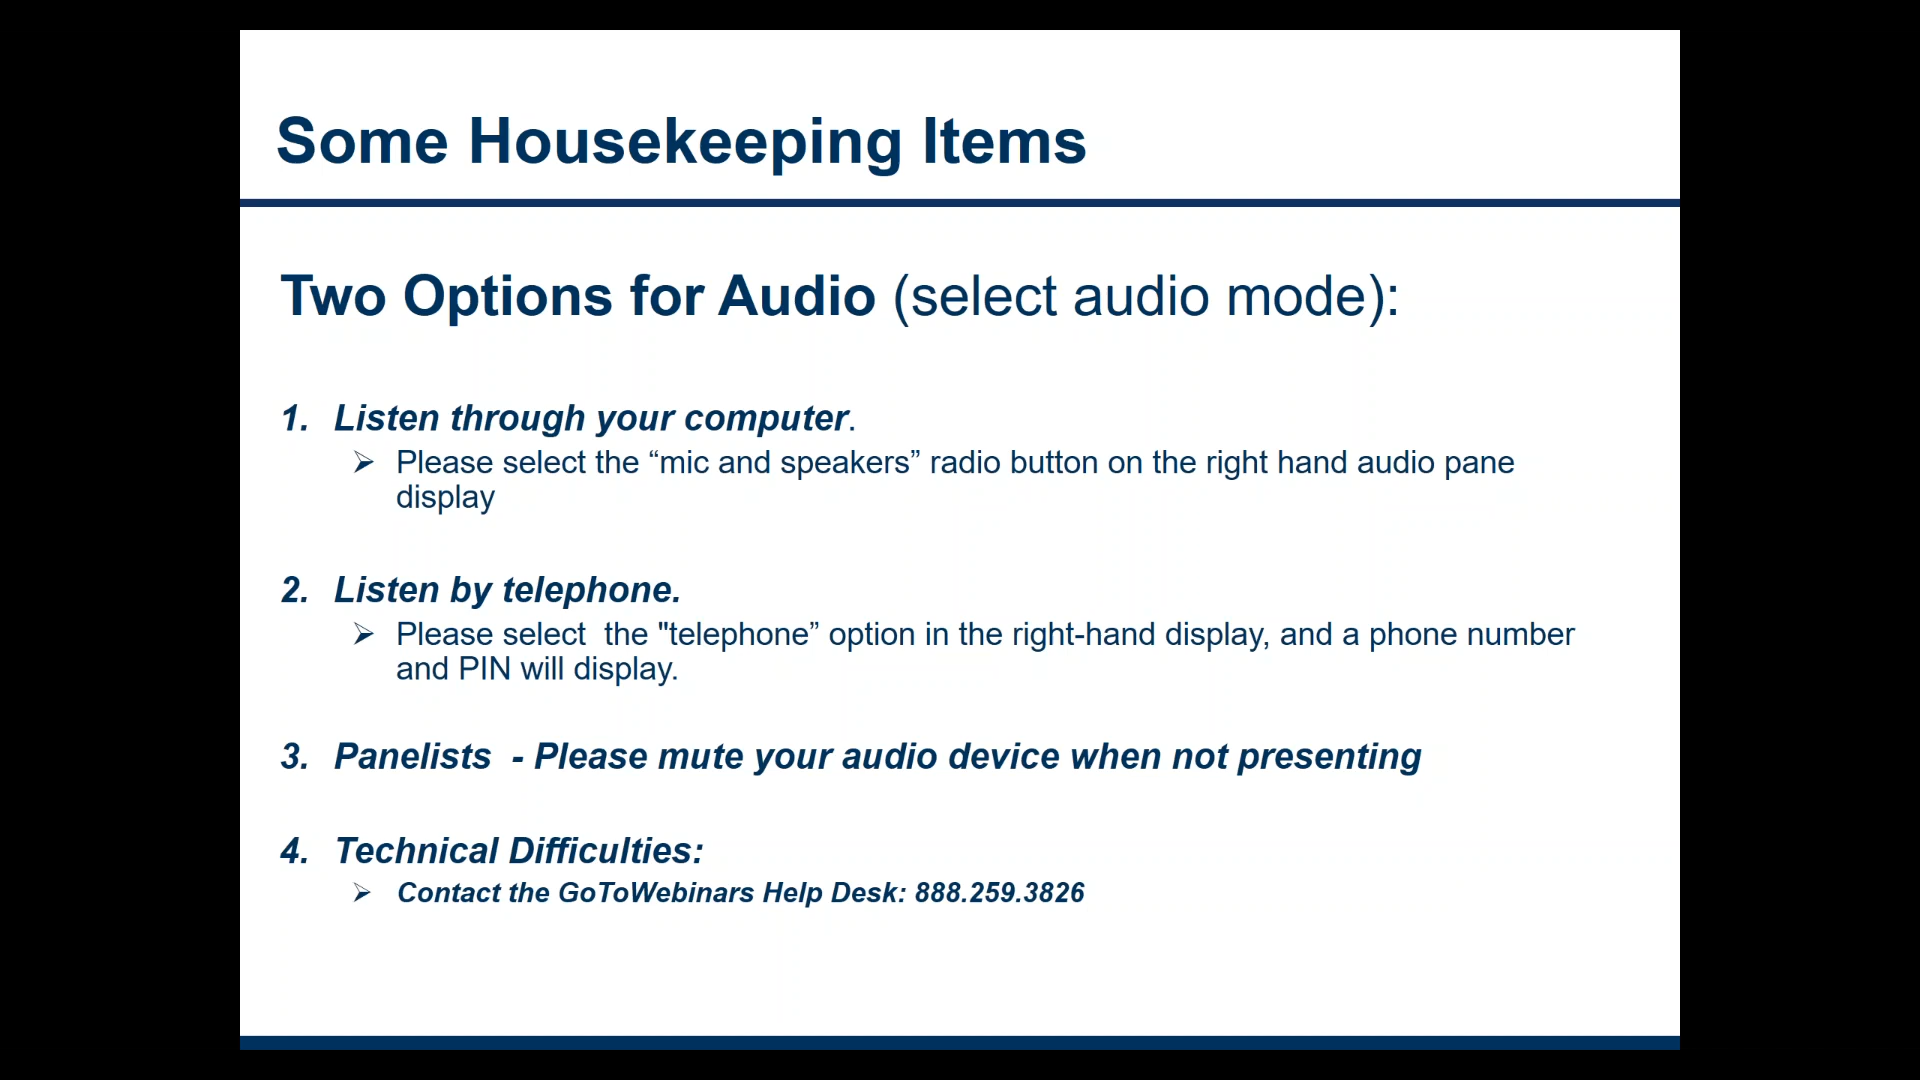 Some Housekeeping Items
Two Options for Audio (select audio mode):
1. Listen through your computer.
➢ Please select the “mic and speakers” radio button on the right hand audio pane
display
2. Listen by telephone.
➢ Please select  the "telephone” option in the right-hand display, and a phone number
and PIN will display.
3. Panelists  - Please mute your audio device when not presenting
4. Technical Difficulties:
➢ Contact the GoToWebinars Help Desk: 888.259.3826